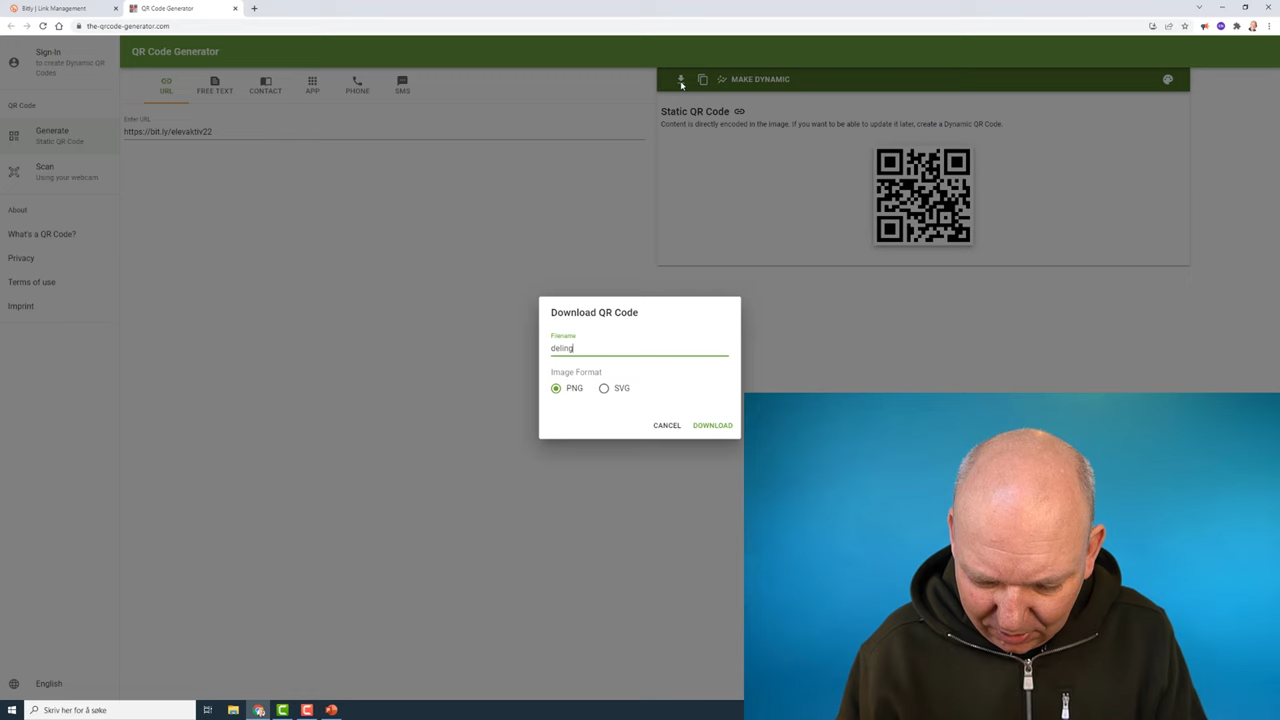 Bitly | Link Management
QR Code Generator
the-qrcode-generator.com
Sign-In
to create Dynamic QR
Codes
QR Code
Generate
Static QR Code
Scan
Using your webcam
About
What's a QR Code?
Privacy
Terms of use
Imprint
English
QR Code Generator
URL
FREE TEXT
CONTACT
APP
PHONE
SMS
Enter URL
https://bit.ly/elevaktiv22
MAKE DYNAMIC
Static QR Code
Content is directly encoded in the image. If you want to be able to update it later, create a Dynamic QR Code.
Download QR Code
Filename
deling
Image Format
PNG SVG
CANCEL DOWNLOAD
Skriv her for å søke